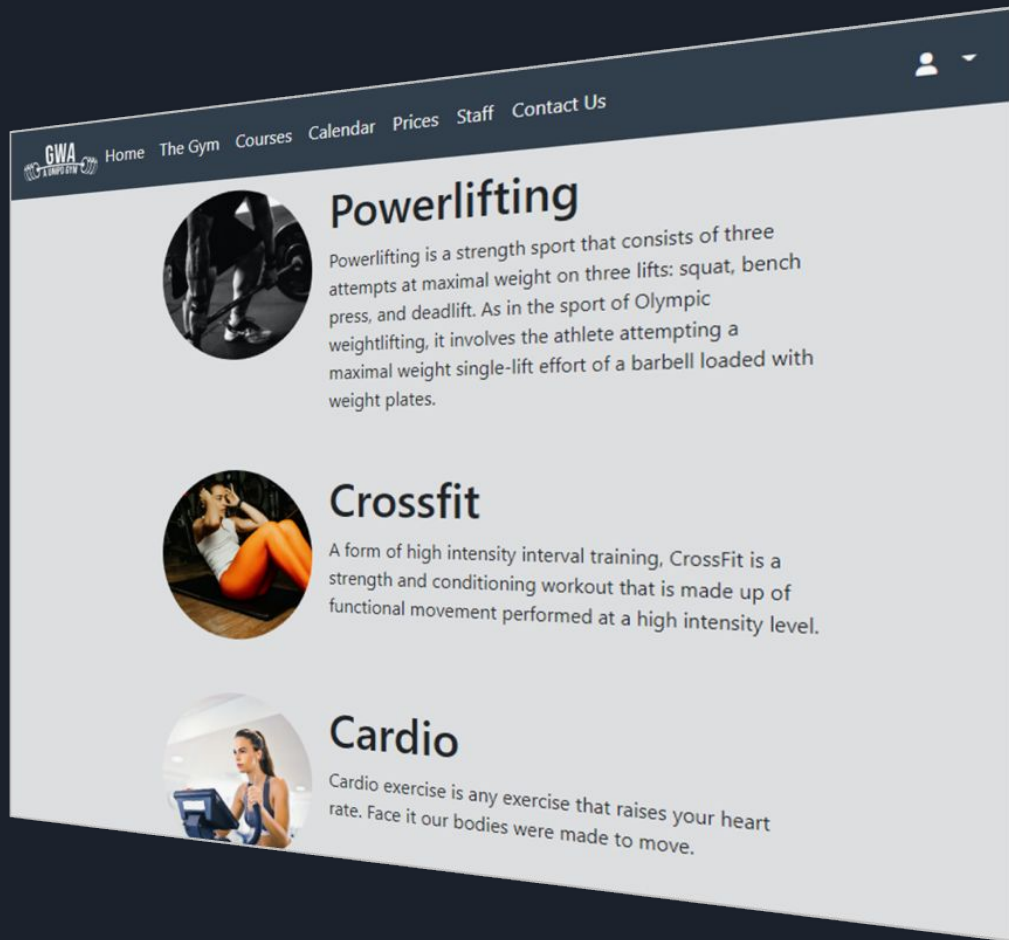 GWA
A UNIPD GYM
Home The Gym Courses Calendar Prices Staff Contact Us
Powerlifting
Powerlifting is a strength sport that consists of three
attempts at maximal weight on three lifts: squat, bench
press, and deadlift. As in the sport of Olympic
weightlifting, it involves the athlete attempting a
maximal weight single-lift effort of a barbell loaded with
weight plates.
Crossfit
A form of high intensity interval training, CrossFit is a
strength and conditioning workout that is made up of
functional movement performed at a high intensity level.
Cardio
Cardio exercise is any exercise that raises your heart
rate. Face it our bodies were made to move.